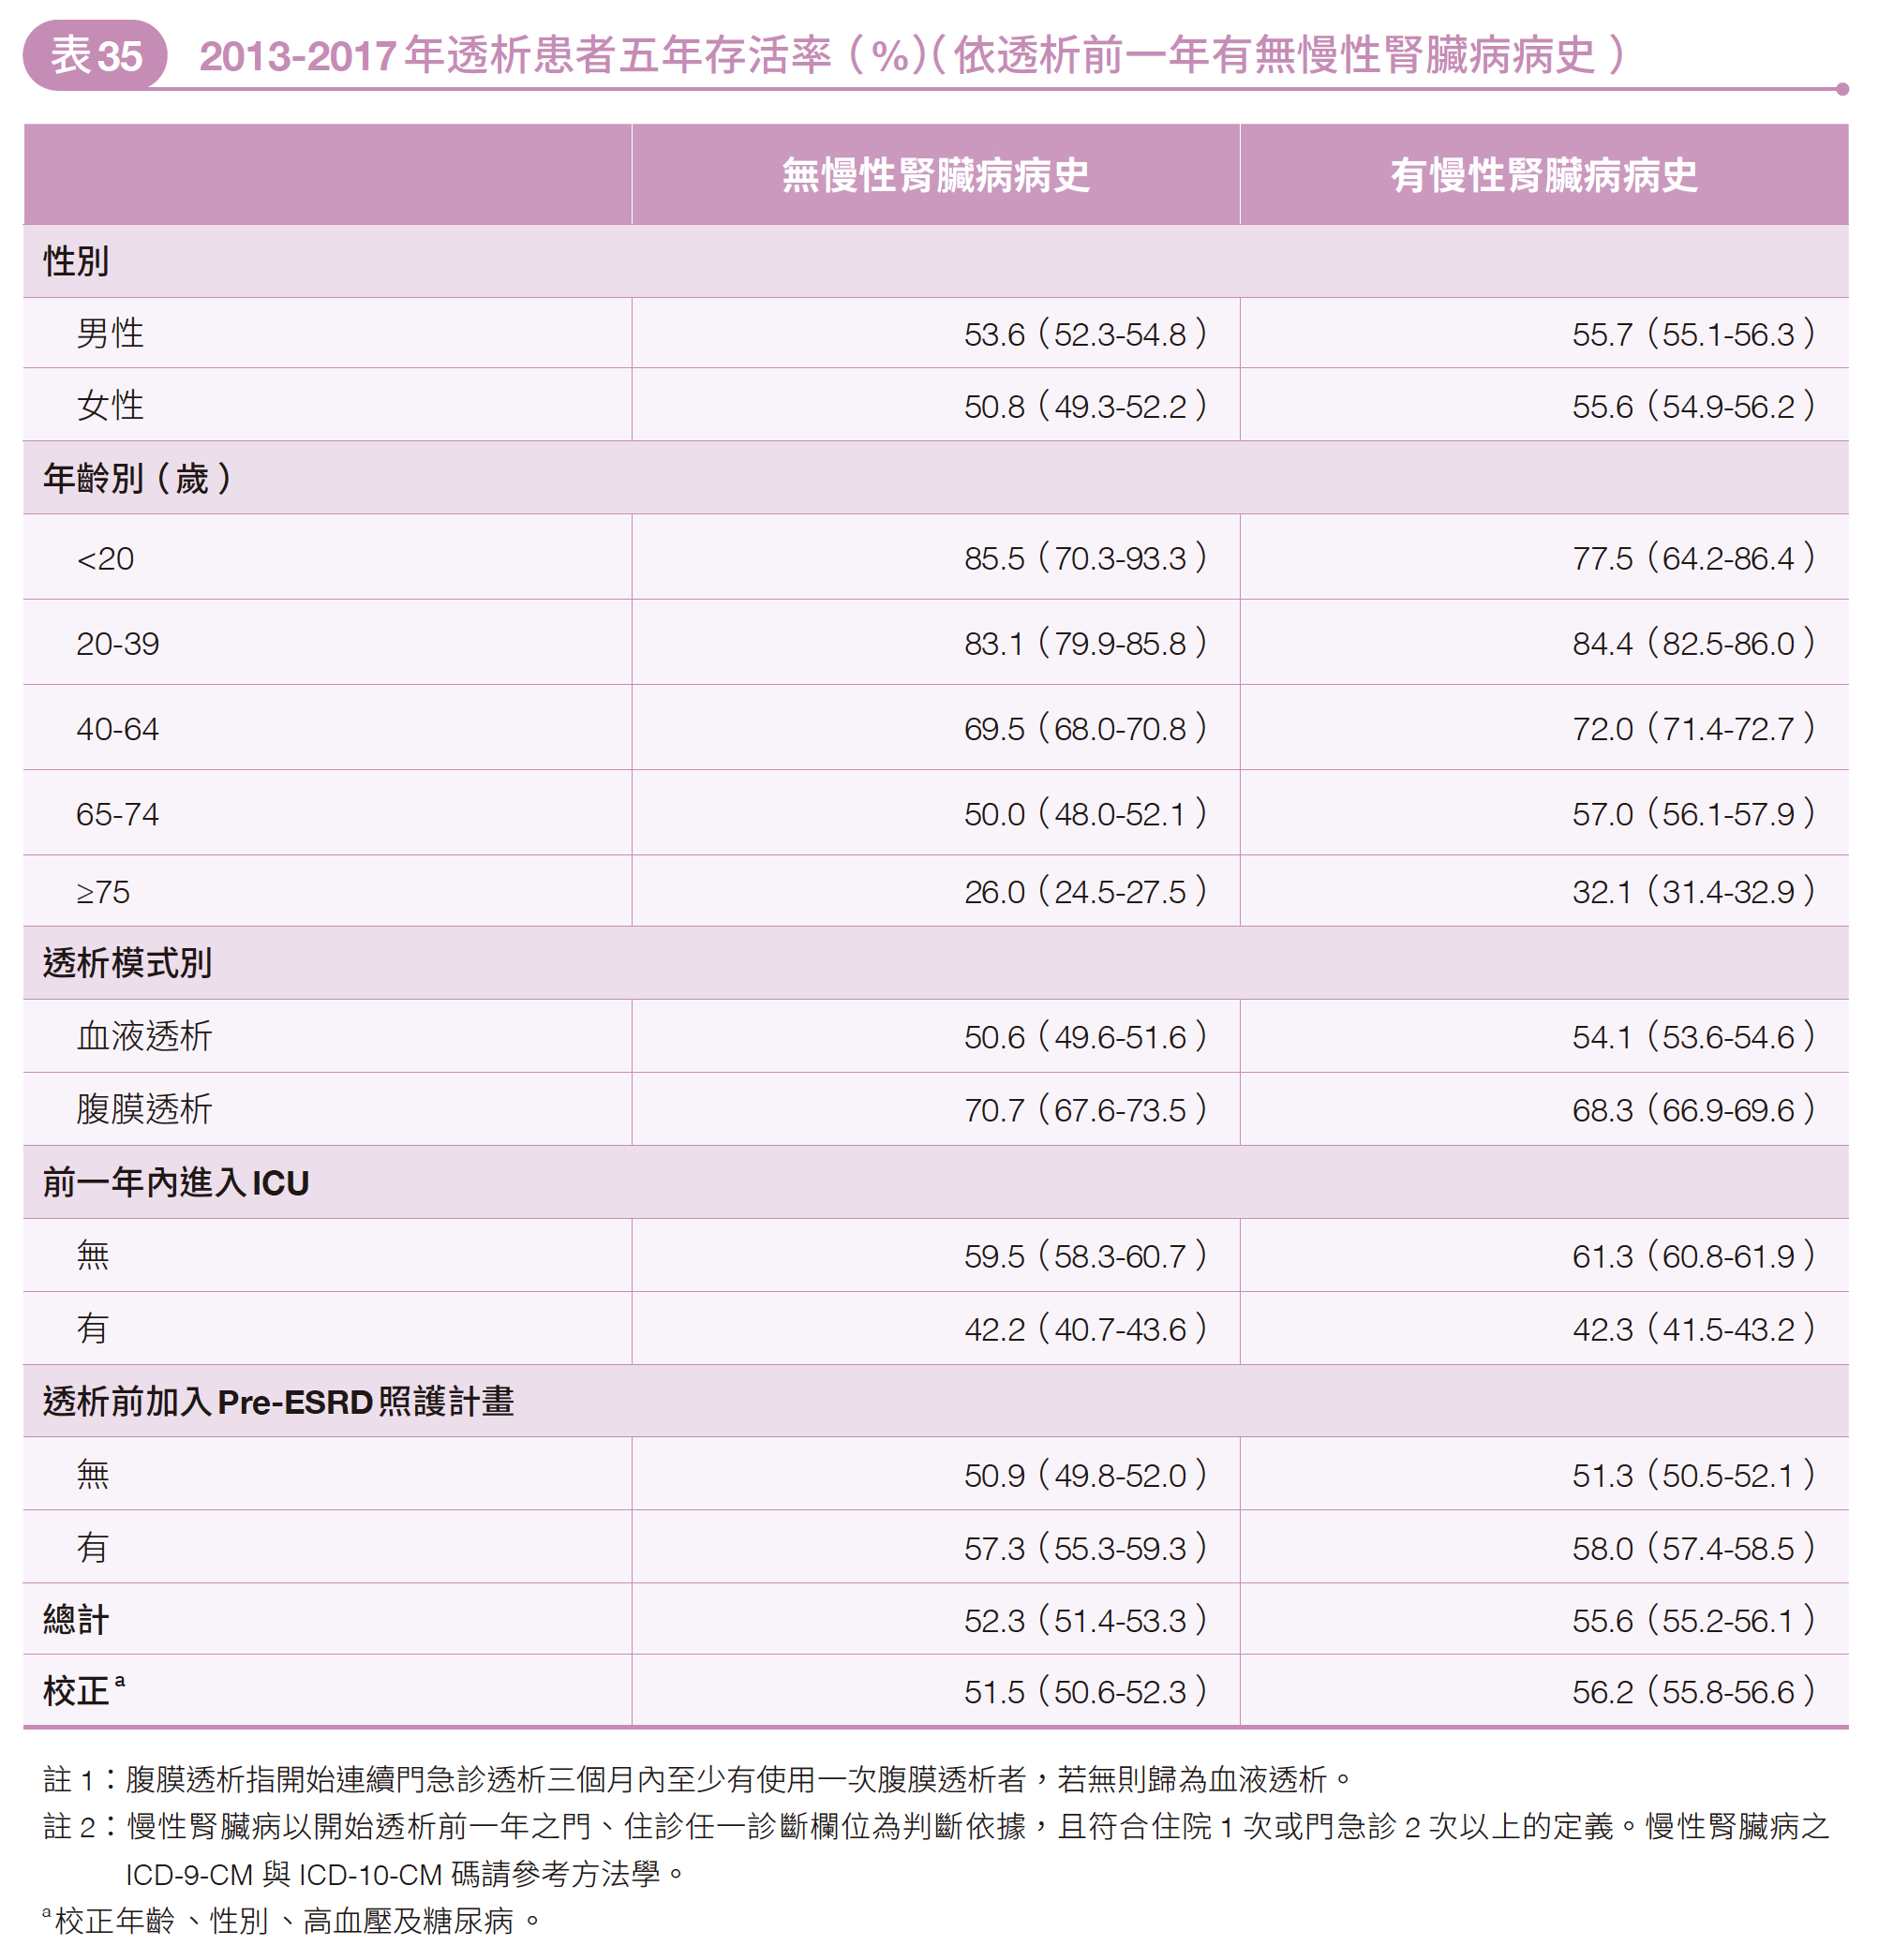 表35 2013-2017年透析患者五年存活率（%）（依透析前一年有無慢性腎臟病病史）
無慢性腎臟病病史 有慢性腎臟病病史
性別
男性 53.6（52.3-54.8） 55.7（55.1-56.3）
女性 50.8（49.3-52.2） 55.6（54.9-56.2）
年齡別（歲）
<20 85.5（70.3-93.3） 77.5（64.2-86.4）
20-39 83.1（79.9-85.8） 84.4（82.5-86.0）
40-64 69.5（68.0-70.8） 72.0（71.4-72.7）
65-74 50.0（48.0-52.1） 57.0（56.1-57.9）
≥75 26.0（24.5-27.5） 32.1（31.4-32.9）
透析模式別
血液透析 50.6（49.6-51.6） 54.1（53.6-54.6）
腹膜透析 70.7（67.6-73.5） 68.3（66.9-69.6）
前一年內進入ICU
無 59.5（58.3-60.7） 61.3（60.8-61.9）
有 42.2（40.7-43.6） 42.3（41.5-43.2）
透析前加入Pre-ESRD照護計畫
無 50.9（49.8-52.0） 51.3（50.5-52.1）
有 57.3（55.3-59.3） 58.0（57.4-58.5）
總計 52.3（51.4-53.3） 55.6（55.2-56.1）
校正a 51.5（50.6-52.3） 56.2（55.8-56.6）
註 1：腹膜透析指開始連續門急診透析三個月內至少有使用一次腹膜透析者，若無則歸為血液透析。
註 2：慢性腎臟病以開始透析前一年之門、住診任一診斷欄位為判斷依據，且符合住院 1 次或門急診 2 次以上的定義。慢性腎臟病之
ICD-9-CM 與 ICD-10-CM 碼請參考方法學。
a校正年齡、性別、高血壓及糖尿病。